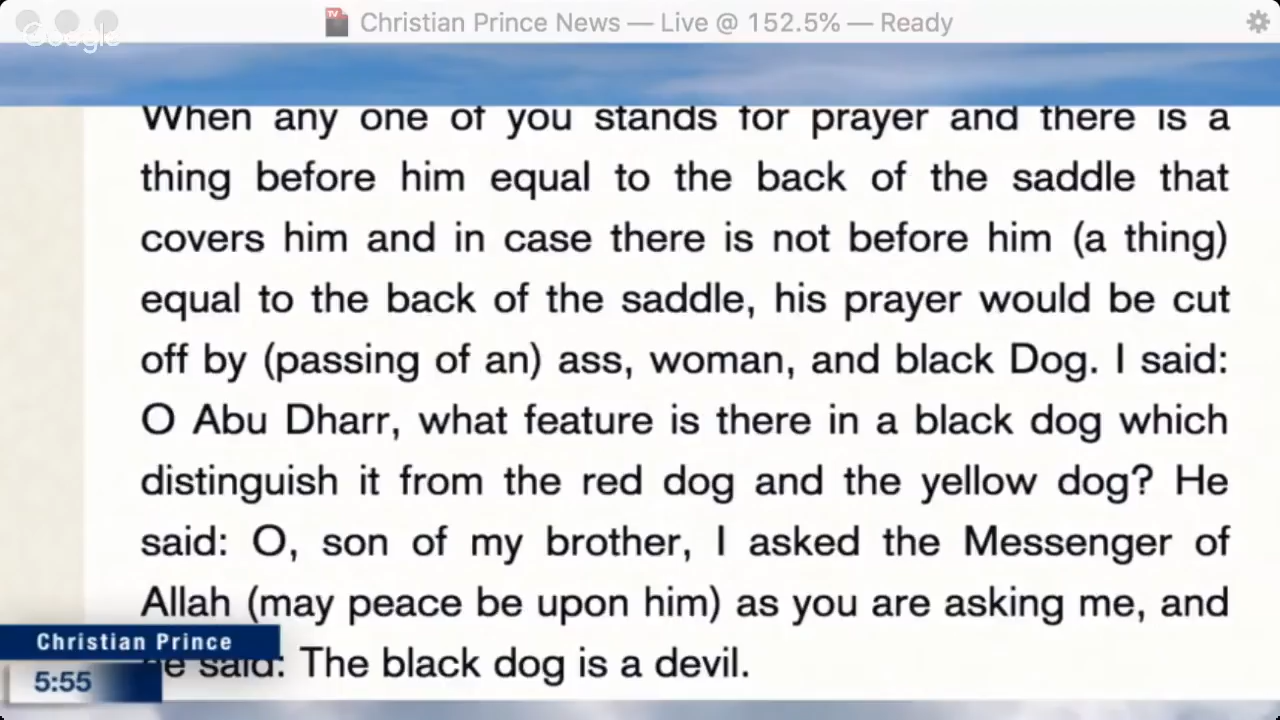 Christian Prince News — Live @ 152.5% — Ready
Google
When any one of you stands for prayer and there is a
thing before him equal to the back of the saddle that
covers him and in case there is not before him (a thing)
equal to the back of the saddle, his prayer would be cut
off by (passing of an) ass, woman, and black Dog. I said:
O Abu Dharr, what feature is there in a black dog which
distinguish it from the red dog and the yellow dog? He
said: O, son of my brother, I asked the Messenger of
Allah (may peace be upon him) as you are asking me, and
he said: The black dog is a devil.
Christian Prince
5:55